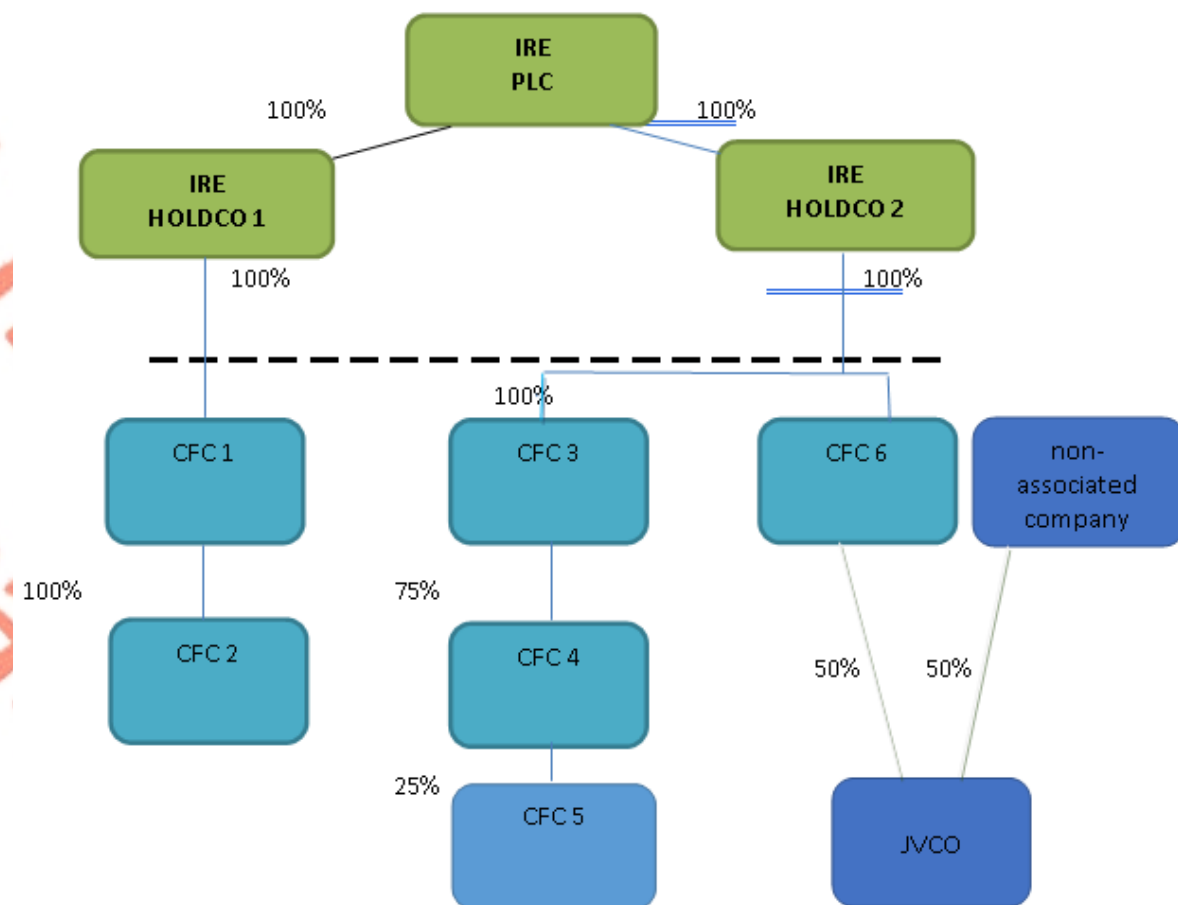 IRE
PLC
100%
100%
IRE
HOLDCO 1
IRE
HOLDCO 2
100%
100%
100%
CFC 1
CFC 3
CFC 6
non-
associated
company
100%
75%
CFC 2
CFC 4
50%
50%
25%
CFC 5
JVCO